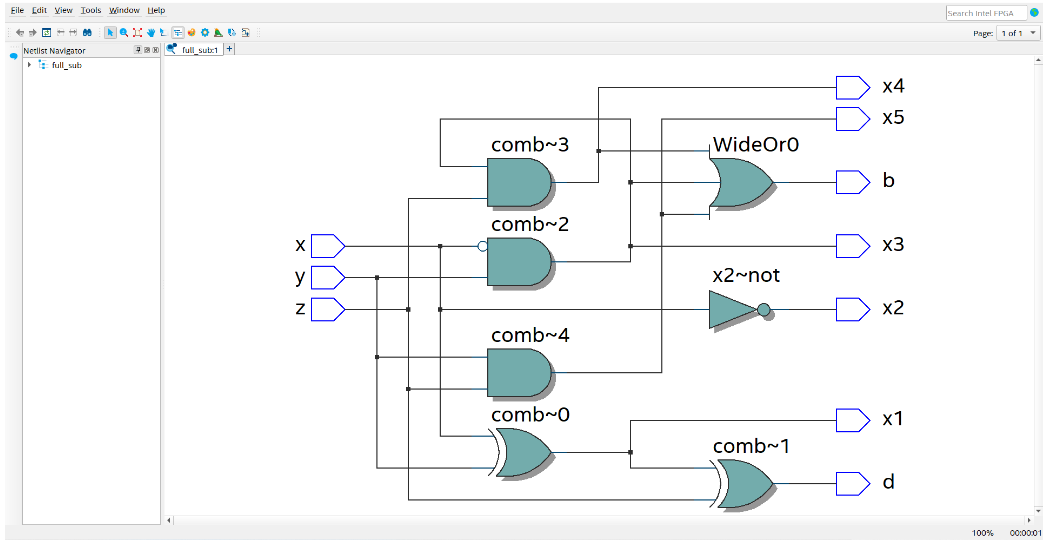 File Edit View Tools Window Help
Search Intel FPGA
Page: 1 of 1
Netlist Navigator
full_sub:1
+
full_sub
x4
x5
comb~3
WideOr0
b
comb~2
x
x3
y
x2~not
z
x2
comb~4
comb~0
x1
comb~1
d
100% 00:00:01